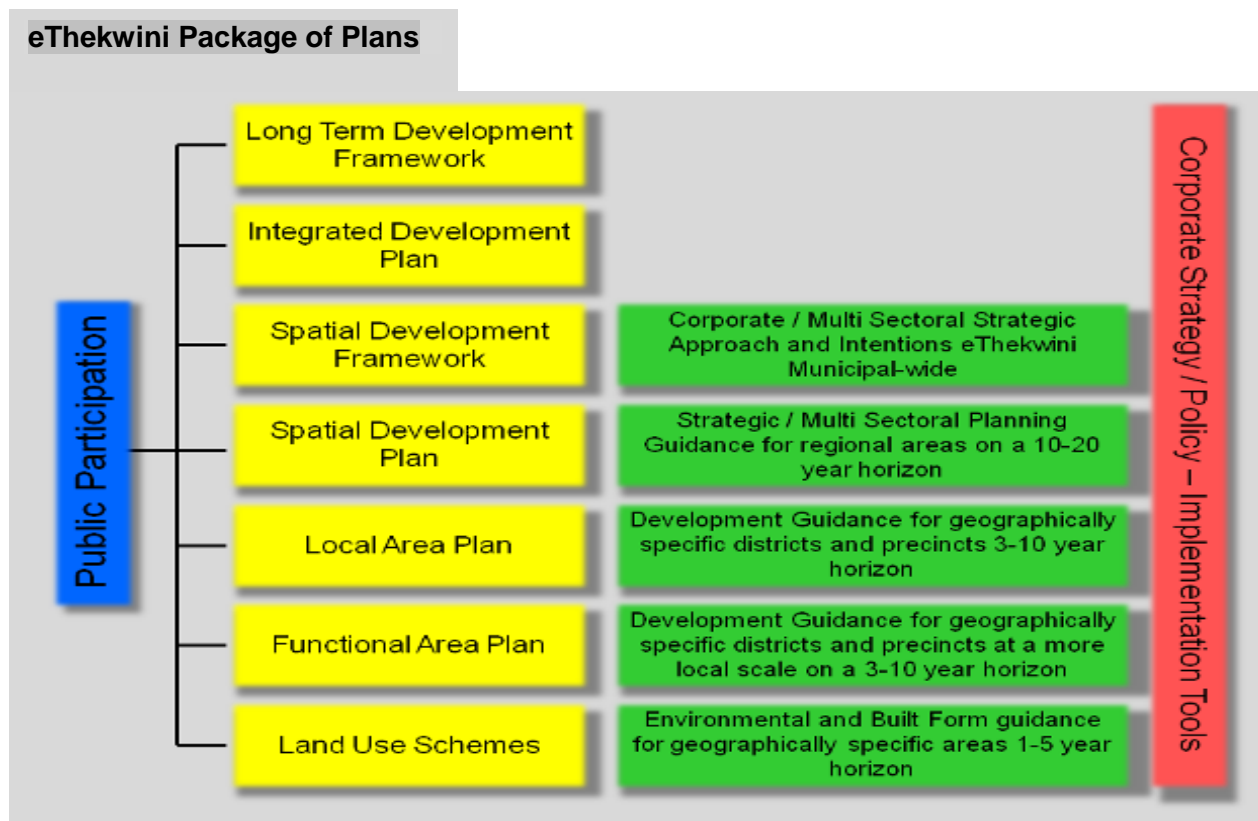 eThekwini Package of Plans
Public Participation
Long Term Development
Framework
Integrated Development
Plan
Spatial Development
Framework
Corporate / Multi Sectoral Strategic
Approach and Intentions eThekwini
Municipal-wide
Spatial Development
Plan
Strategic / Multi Sectoral Planning
Guidance for regional areas on a 10-20
year horizon
Local Area Plan
Development Guidance for geographically
specific districts and precincts 3-10 year
horizon
Functional Area Plan
Development Guidance for geographically
specific districts and precincts at a more
local scale on a 3-10 year horizon
Land Use Schemes
Environmental and Built Form guidance
for geographically specific areas 1-5 year
horizon
Corporate Strategy / Policy – Implementation Tools